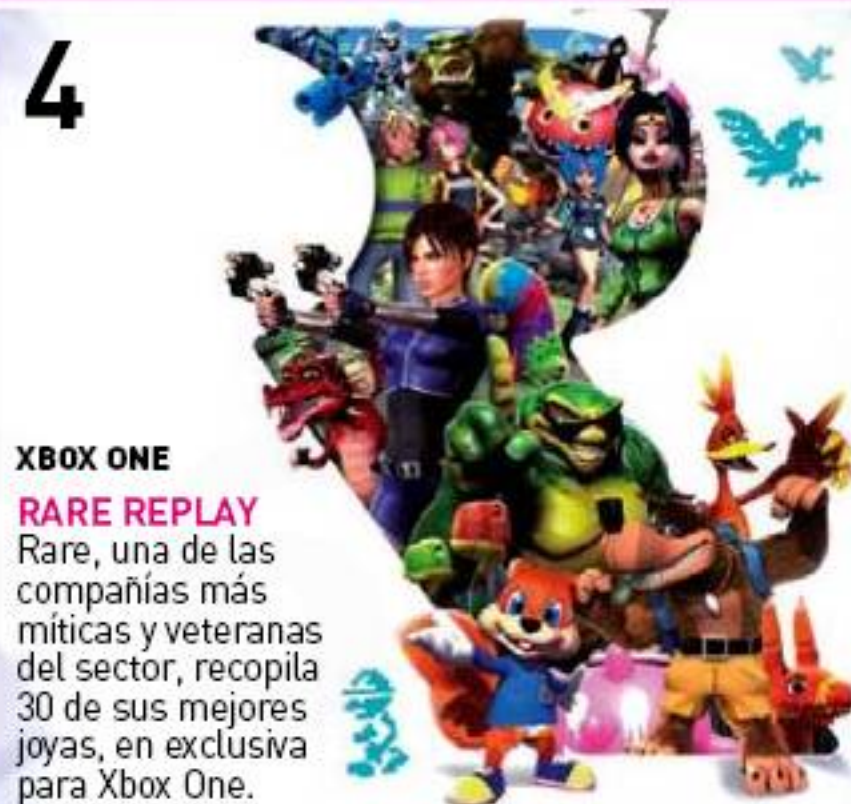 4
XBOX ONE
RARE REPLAY
Rare, una de las
compañías más
míticas y veteranas
del sector, recopila
30 de sus mejores
joyas, en exclusiva
para Xbox One.